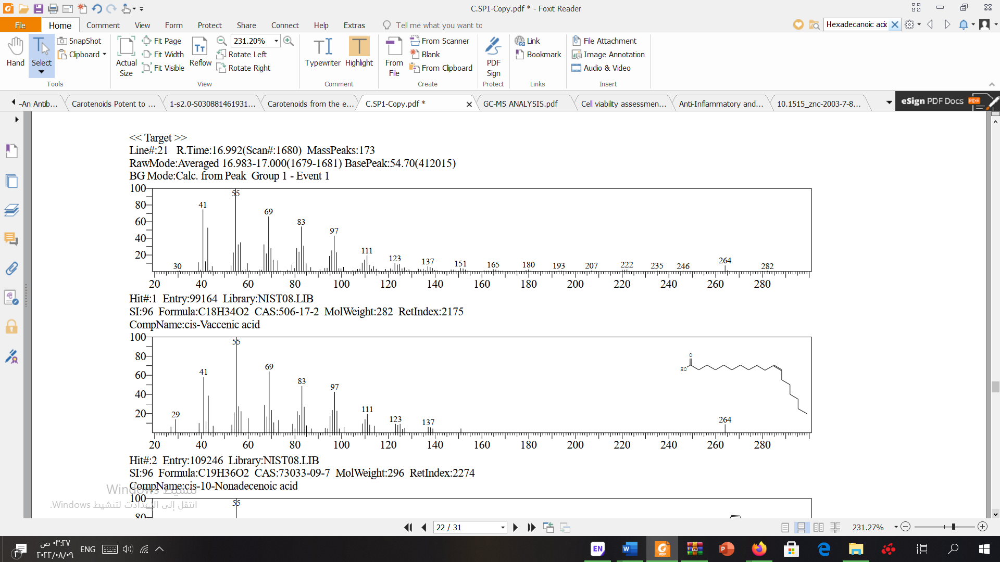 C.SP1-Copy.pdf * - Foxit Reader
File Home Comment View Form Protect Share Connect Help Extras Tell me what you want to Hexadecanoic acid
Hand
Select
SnapShot
Clipboard
Tools
Actual Size
Fit Page
Fit Width
Fit Visible
Reflow
231.20%
Rotate Left
Rotate Right
View
Typewriter
Highlight
Comment
From File
From Scanner
Blank
From Clipboard
Create
PDF Sign
Protect
Link
Bookmark
Links
File Attachment
Image Annotation
Audio & Video
Insert
–An Antib... Carotenoids Potent to ... 1-s2.0-S030881461931... Carotenoids from the e... C.SP1-Copy.pdf * GC-MS ANALYSIS.pdf Cell viability assessmen... Anti-Inflammatory and... 10.1515_znc-2003-7-8... eSign PDF Docs PDF
<< Target >>
Line#:21 R.Time:16.992(Scan#:1680) MassPeaks:173
RawMode:Averaged 16.983-17.000(1679-1681) BasePeak:54.70(412015)
BG Mode:Calc. from Peak Group 1 - Event 1
100
80
60
40
20
30 41 55 69 83 97 111 123 137 151 165 180 193 207 222 235 246 264 282
20 40 60 80 100 120 140 160 180 200 220 240 260 280
Hit#:1 Entry:99164 Library:NIST08.LIB
SI:96 Formula:C18H34O2 CAS:506-17-2 MolWeight:282 RetIndex:2175
CompName:cis-Vaccenic acid
100
80
60
40
20
29 41 55 69 83 97 111 123 137 264
O
HO
20 40 60 80 100 120 140 160 180 200 220 240 260 280
Hit#:2 Entry:109246 Library:NIST08.LIB
SI:96 Formula:C19H36O2 CAS:73033-09-7 MolWeight:296 RetIndex:2274
CompName:cis-10-Nonadecenoic acid
تنشيط Windows
انتقل إلى الإعدادات لتنشيط Windows.
100
80
55
22 / 31
231.27%
٠٣:٢٧ ص
٢٠٢٢/٠٨/٠٩
ENG
EN